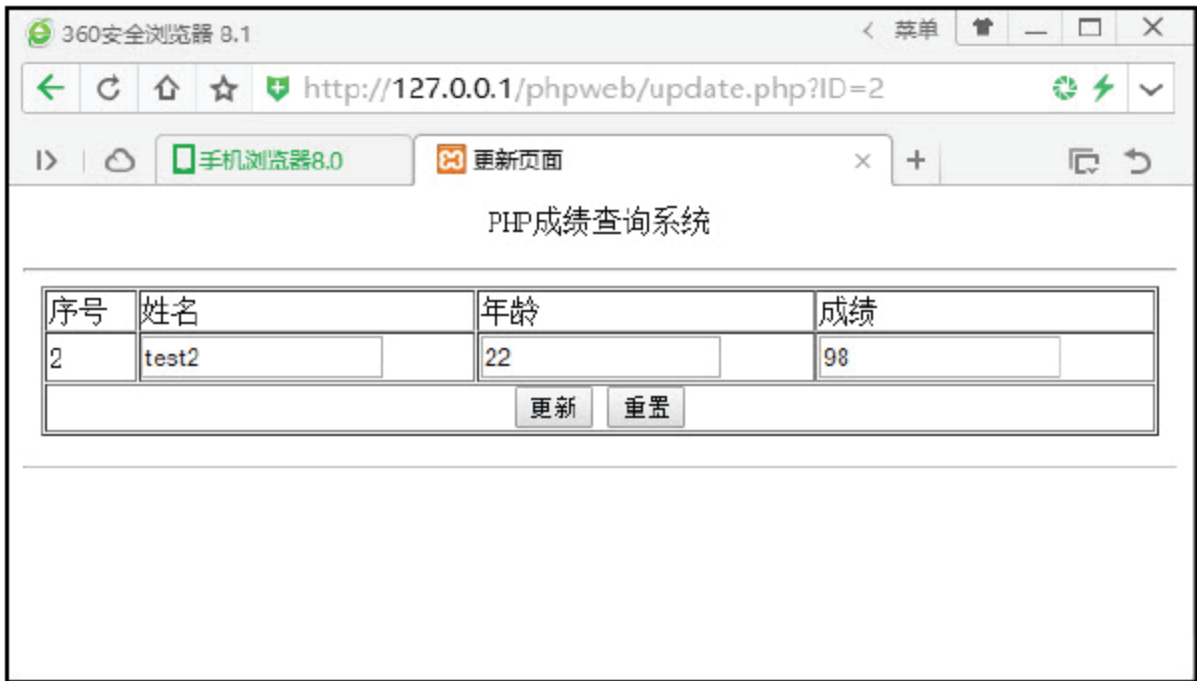 360安全浏览器 8.1 菜单
http://127.0.0.1/phpweb/update.php?ID=2
手机浏览器8.0 更新页面
PHP成绩查询系统
序号 姓名 年龄 成绩
2 test2 22 98
更新 重置